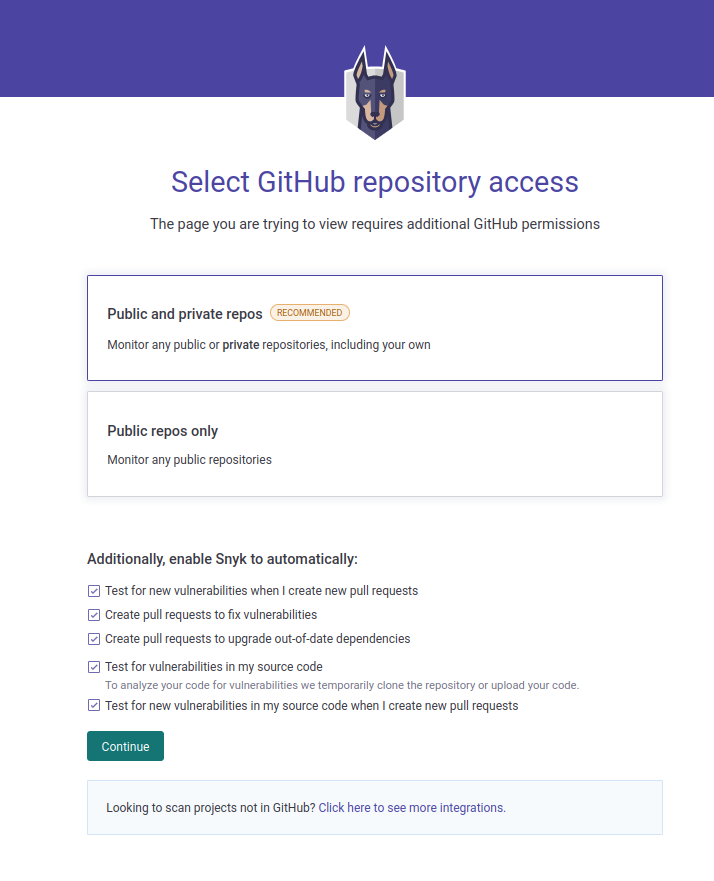 Select GitHub repository access
The page you are trying to view requires additional GitHub permissions
Public and private repos RECOMMENDED
Monitor any public or private repositories, including your own
Public repos only
Monitor any public repositories
Additionally, enable Snyk to automatically:
Test for new vulnerabilities when I create new pull requests
Create pull requests to fix vulnerabilities
Create pull requests to upgrade out-of-date dependencies
Test for vulnerabilities in my source code
To analyze your code for vulnerabilities we temporarily clone the repository or upload your code.
Test for new vulnerabilities in my source code when I create new pull requests
Continue
Looking to scan projects not in GitHub? Click here to see more integrations.